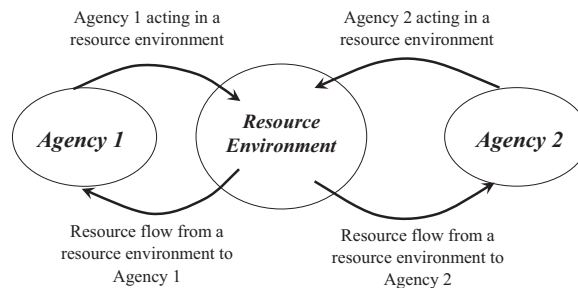 Agency 1 acting in a
resource environment
Agency 2 acting in a
resource environment
Agency 1
Resource
Environment
Agency 2
Resource flow from a
resource environment to
Agency 1
Resource flow from a
resource environment to
Agency 2